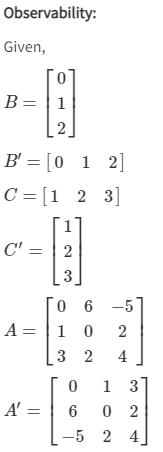 Observability:
Given,
B = [0
1
2]
B′ = [0 1 2]
C = [1 2 3]
C′ = [1
2
3]
A = [0 6 −5
1 0 2
3 2 4]
A′ = [0 1 3
6 0 2
−5 2 4]